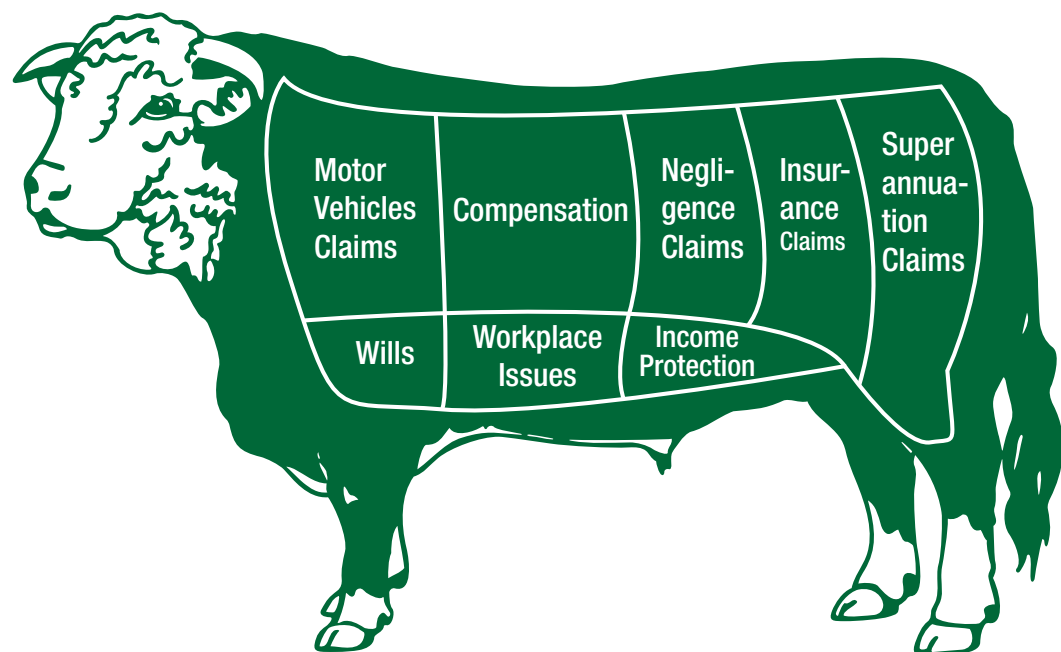 Motor
Vehicles
Claims
Compensation
Negli-
gence
Claims
Insur-
ance
Claims
Super
annua-
tion
Claims
Wills
Workplace
Issues
Income
Protection